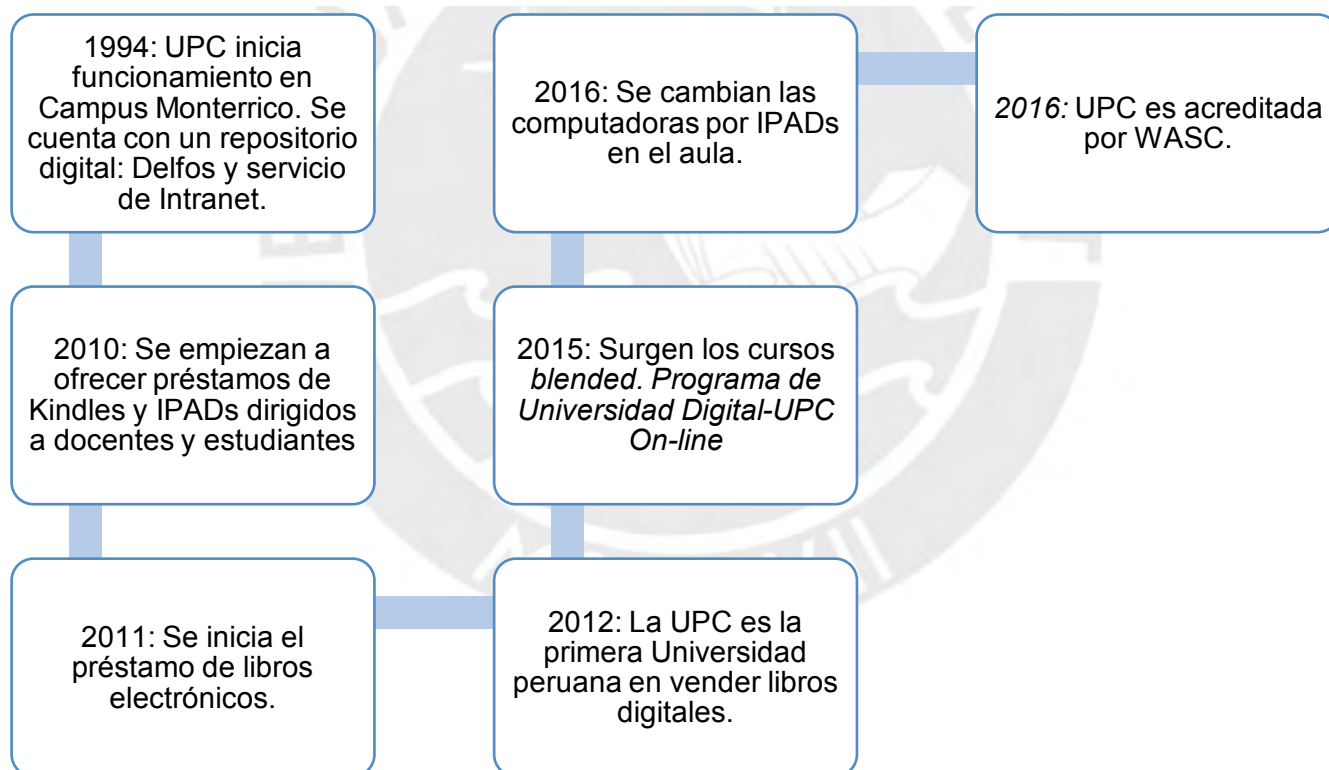 1994: UPC inicia
funcionamiento en
Campus Monterrico. Se
cuenta con un repositorio
digital: Delfos y servicio
de Intranet.
2010: Se empiezan a
ofrecer préstamos de
Kindles y IPADs dirigidos
a docentes y estudiantes
2011: Se inicia el
préstamo de libros
electrónicos.
2012: La UPC es la
primera Universidad
peruana en vender libros
digitales.
2015: Surgen los cursos
blended. Programa de
Universidad Digital-UPC
On-line
2016: Se cambian las
computadoras por IPADs
en el aula.
2016: UPC es acreditada
por WASC.